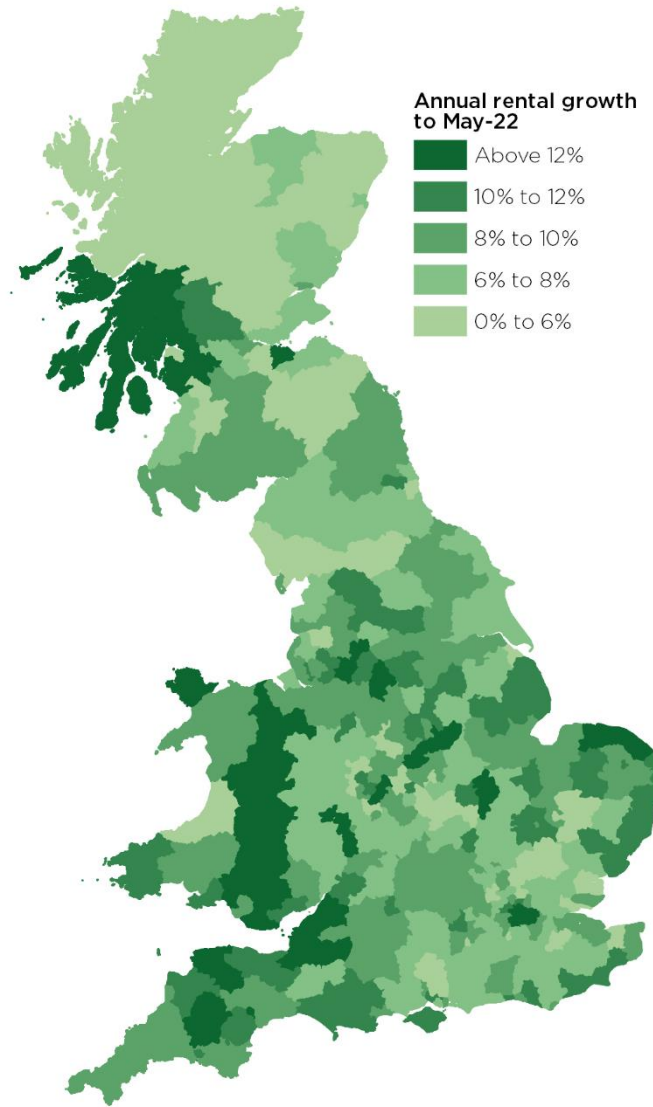 Annual rental growth
to May-22
Above 12%
10% to 12%
8% to 10%
6% to 8%
0% to 6%